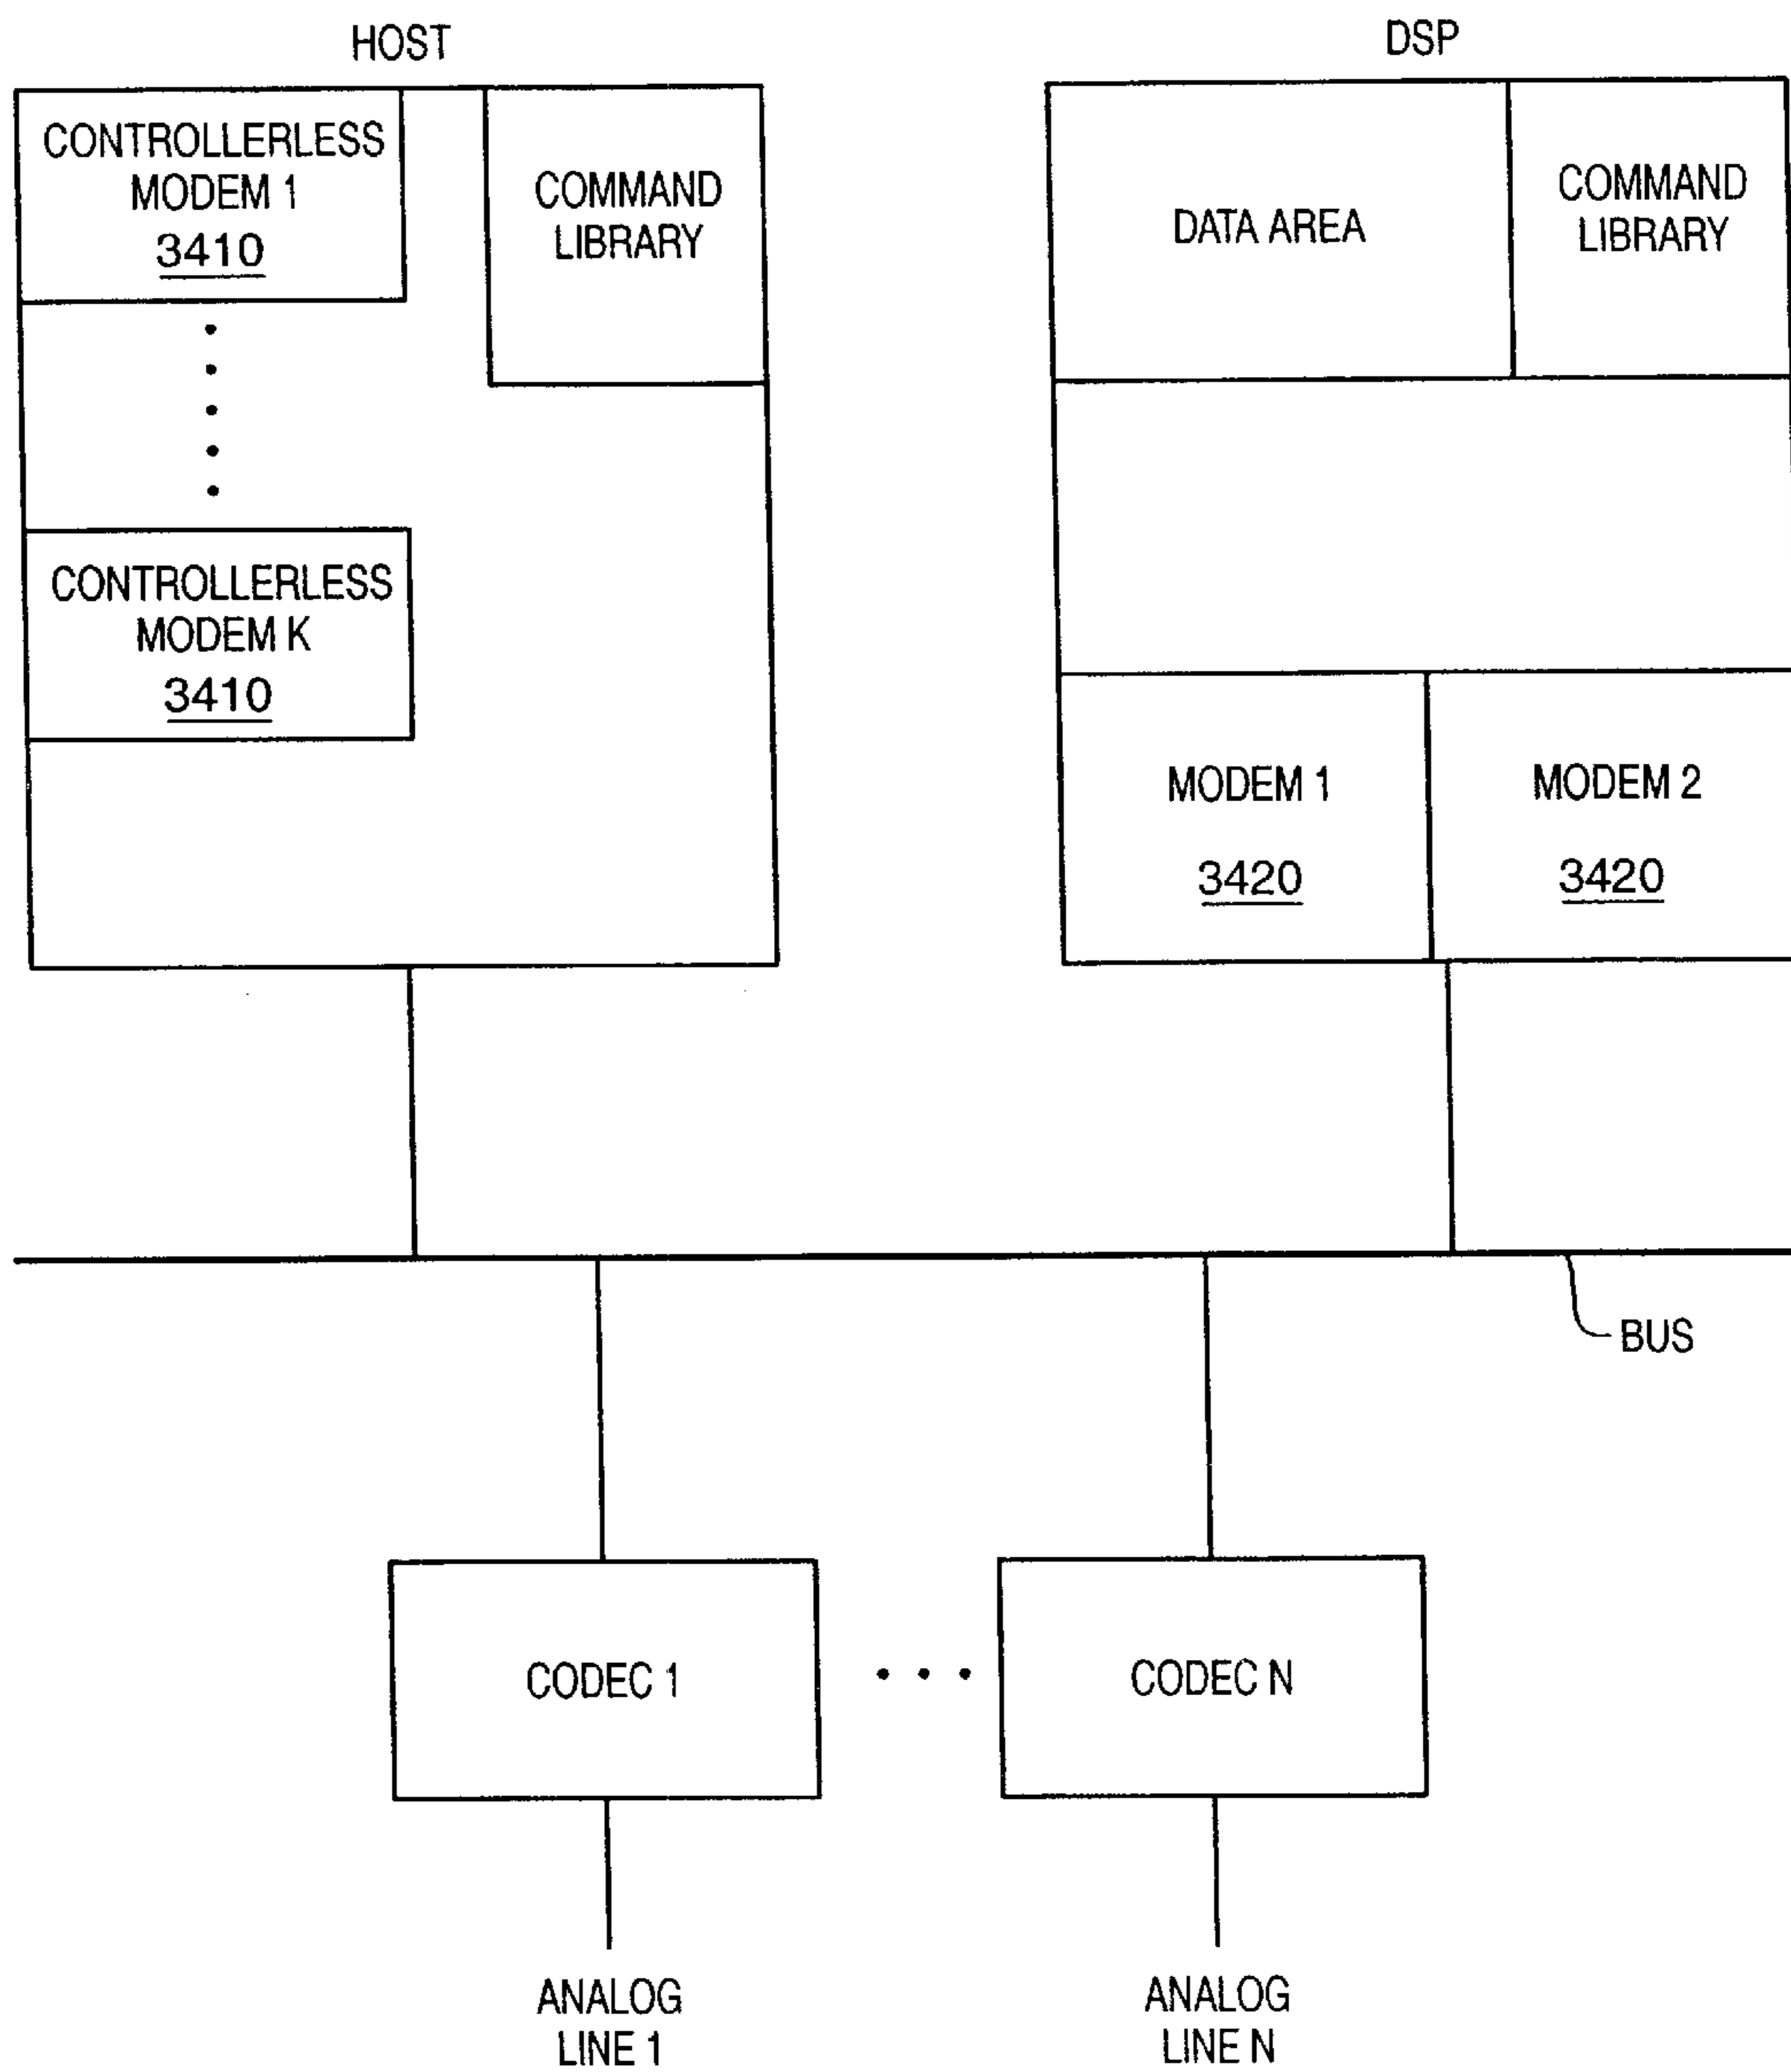 HOST
DSP
CONTROLLERLESS
MODEM 1
3410
COMMAND
LIBRARY
DATA AREA
COMMAND
LIBRARY
CONTROLLERLESS
MODEM K
3410
MODEM 1
3420
MODEM 2
3420
BUS
CODEC 1
CODEC N
ANALOG
LINE 1
ANALOG
LINE N